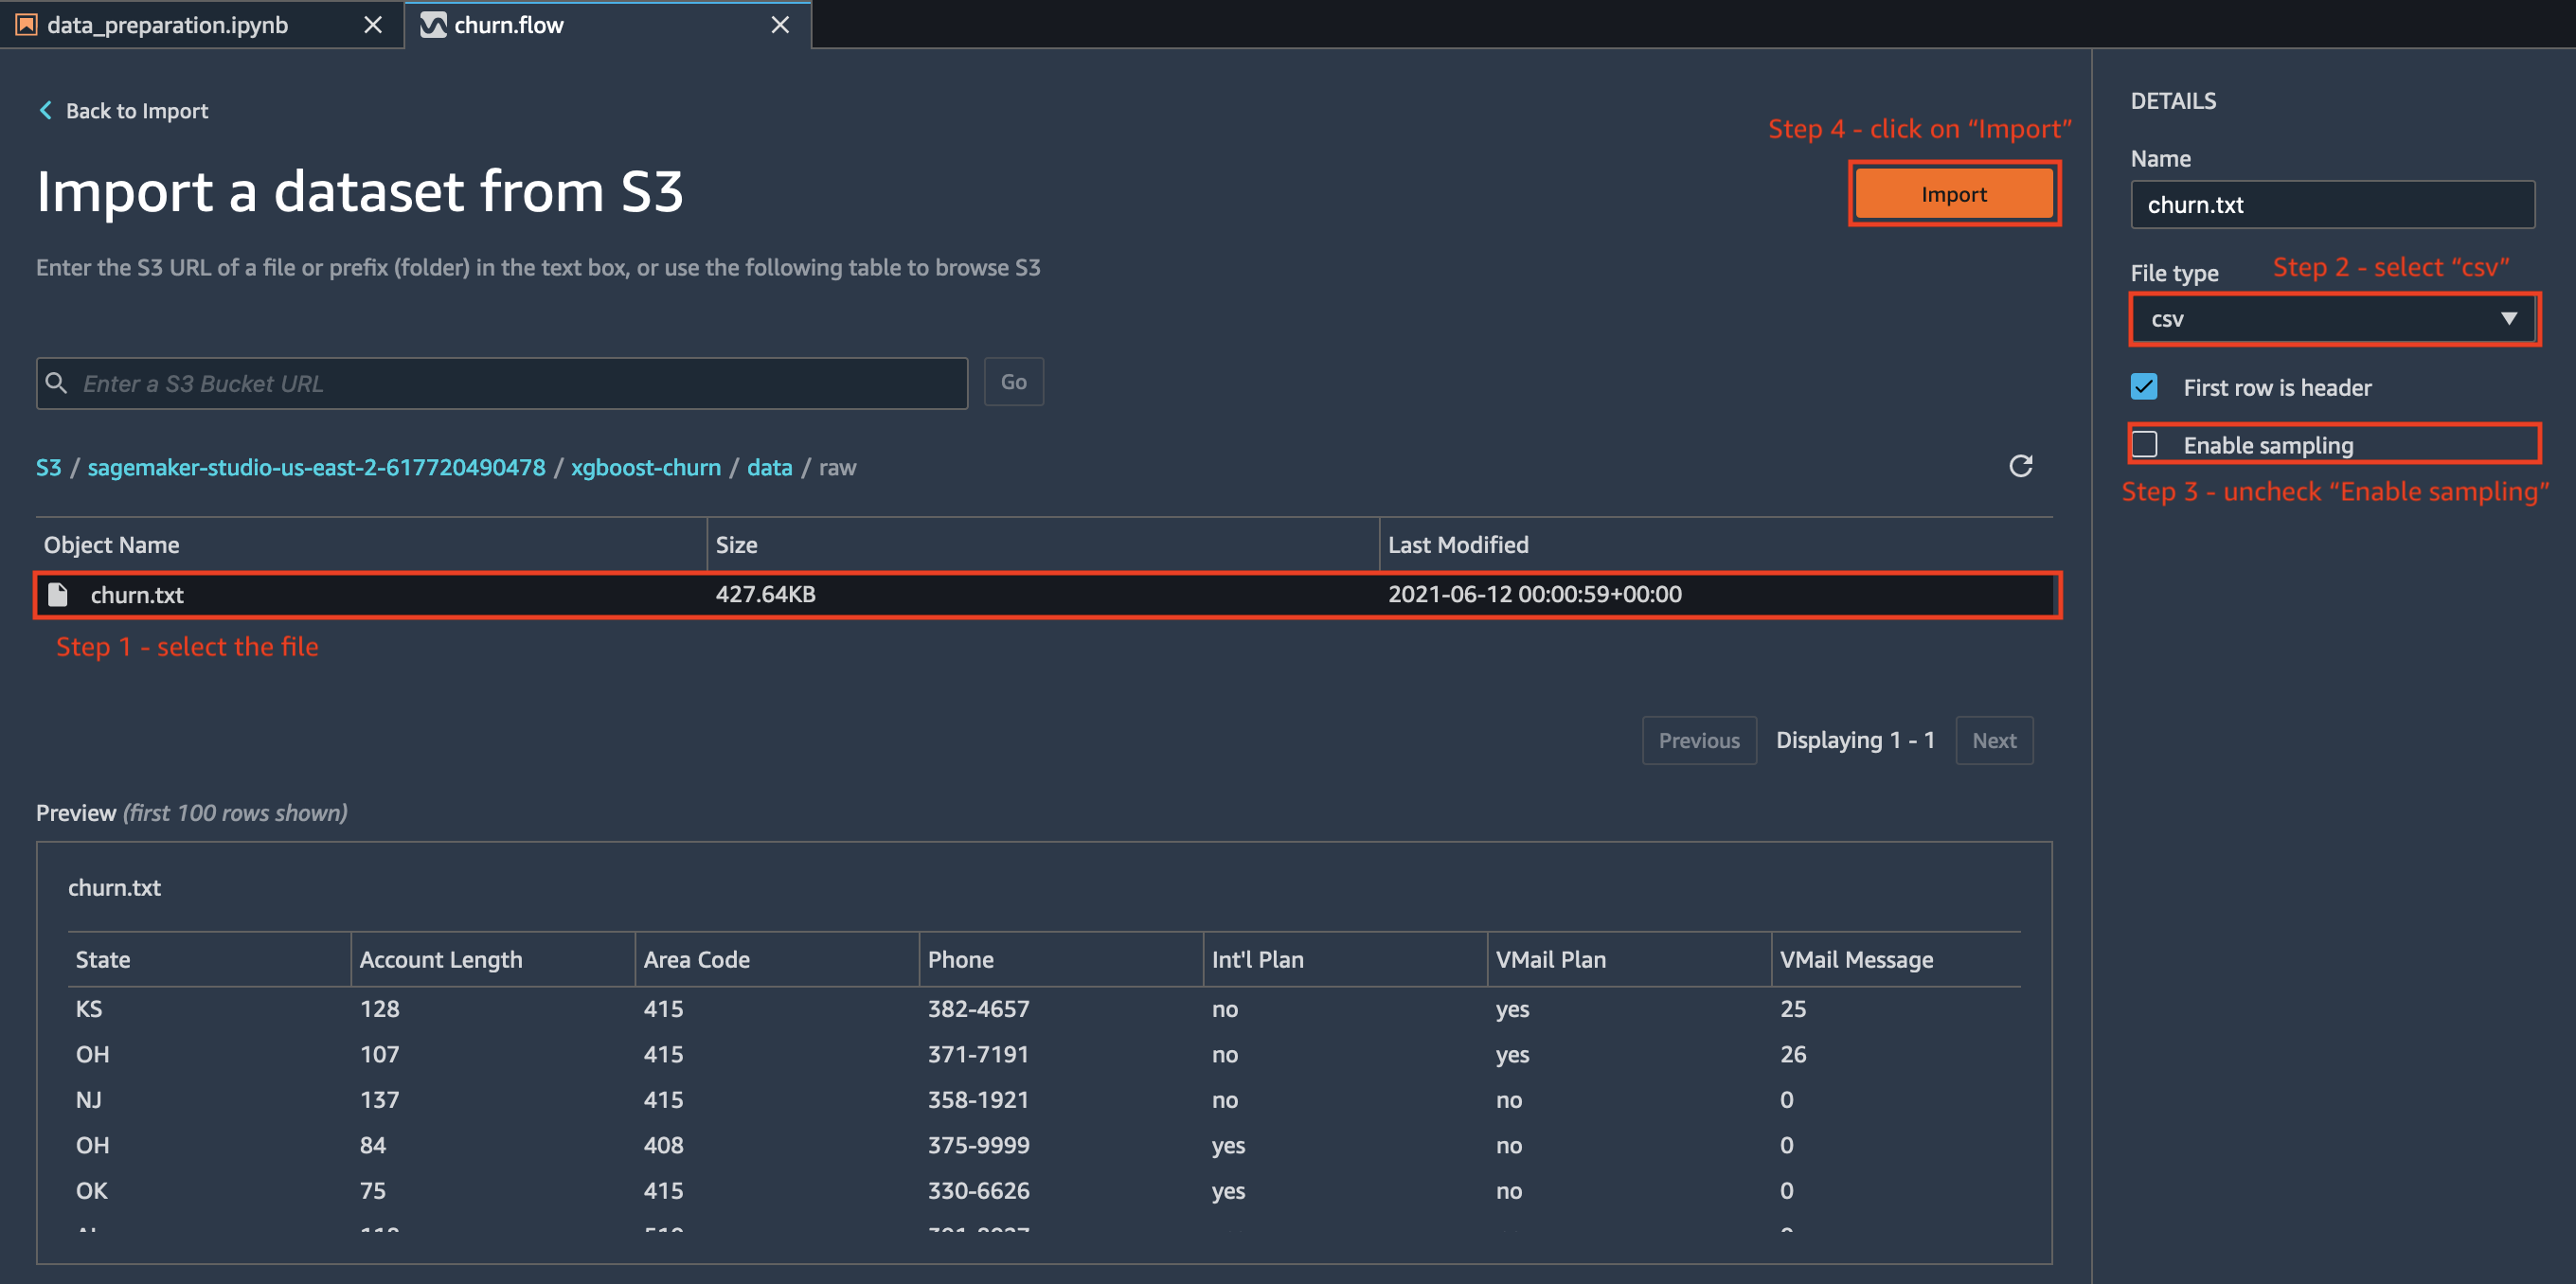 data_preparation.ipynb
churn.flow
Back to Import
Step 4 - click on “Import”
Import a dataset from S3
Import
Enter the S3 URL of a file or prefix (folder) in the text box, or use the following table to browse S3
Enter a S3 Bucket URL
Go
S3 / sagemaker-studio-us-east-2-617720490478 / xgboost-churn / data / raw
Object Name Size Last Modified
churn.txt 427.64KB 2021-06-12 00:00:59+00:00
Step 1 - select the file
Previous Displaying 1 - 1 Next
Preview (first 100 rows shown)
churn.txt
State Account Length Area Code Phone Int'l Plan VMail Plan VMail Message
KS 128 415 382-4657 no yes 25
OH 107 415 371-7191 no yes 26
NJ 137 415 358-1921 no no 0
OH 84 408 375-9999 yes no 0
OK 75 415 330-6626 yes no 0
DETAILS
Name
churn.txt
File type
Step 2 - select “csv”
csv
First row is header
Enable sampling
Step 3 - uncheck “Enable sampling”